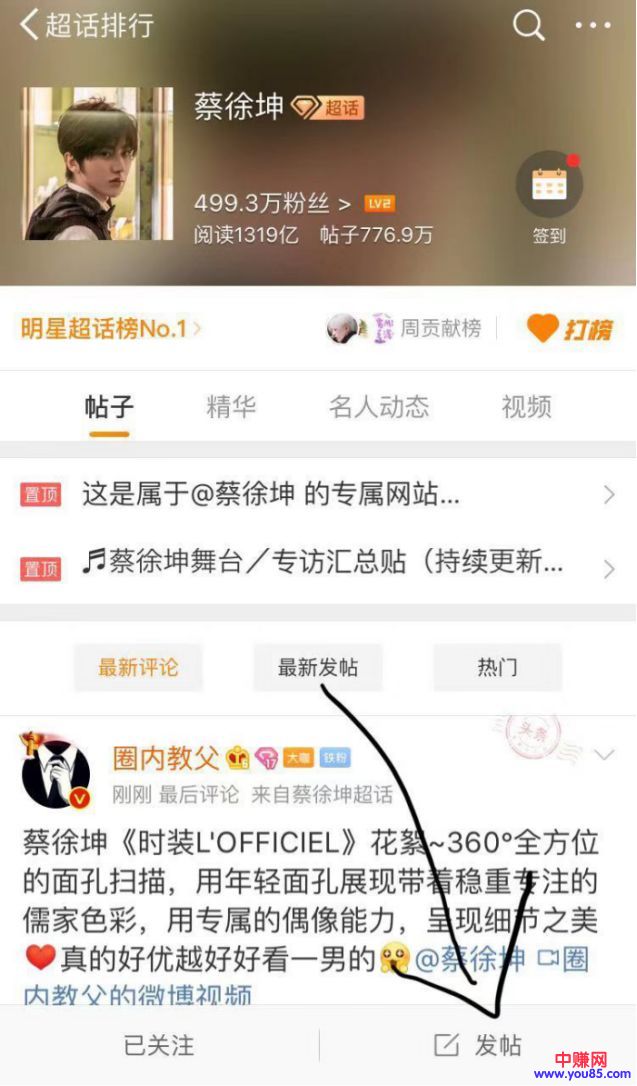 超话排行
蔡徐坤 超话
499.3万粉丝 > LV2
阅读1319亿 帖子776.9万
签到
明星超话榜No.1
周贡献榜
打榜
帖子 精华 名人动态 视频
置顶 这是属于@蔡徐坤 的专属网站...
置顶 🎵蔡徐坤舞台／专访汇总贴（持续更新...
最新评论 最新发帖 热门
头条
圈内教父 17 大咖 铁粉
刚刚 最后评论 来自蔡徐坤超话
蔡徐坤《时装L'OFFICIEL》花絮~360°全方位
的面孔扫描，用年轻面孔展现带着稳重专注的
儒家色彩，用专属的偶像能力，呈现细节之美
❤️真的好优越好好看一男的 @蔡徐坤 圈
内教父的微博视频
已关注 发帖
中赚网
www.you85.com